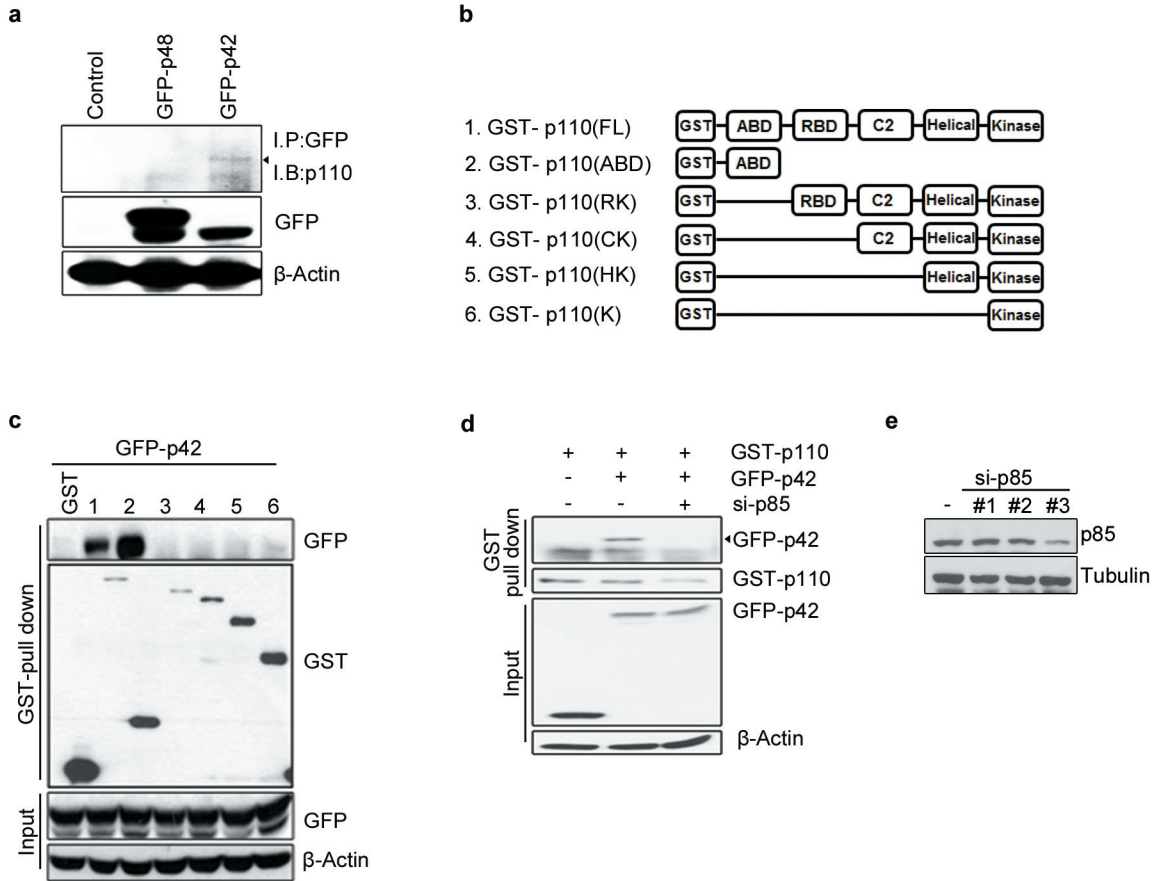 a
Control
GFP-p48
GFP-p42
I.P:GFP
I.B:p110
GFP
β-Actin
b
1. GST- p110(FL)
GST ABD RBD C2 Helical Kinase
2. GST- p110(ABD)
GST ABD
3. GST- p110(RK)
GST RBD C2 Helical Kinase
4. GST- p110(CK)
GST C2 Helical Kinase
5. GST- p110(HK)
GST Helical Kinase
6. GST- p110(K)
GST Kinase
c
GFP-p42
GST 1 2 3 4 5 6
GST-pull down
GFP
GST
Input
GFP
β-Actin
d
+ + + GST-p110
- + + GFP-p42
- - + si-p85
GST
pull down
GFP-p42
GST-p110
Input
GFP-p42
β-Actin
e
si-p85
- #1 #2 #3
p85
Tubulin